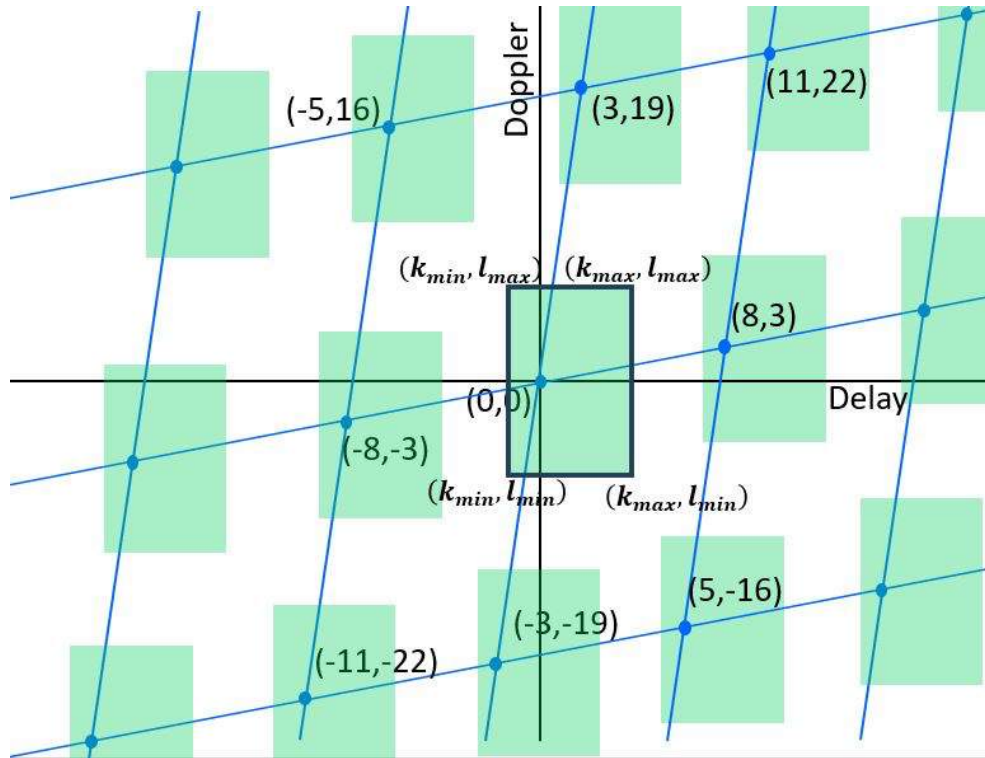 Doppler
(-5,16)
(3,19)
(11,22)
(k_min, l_max)
(k_max, l_max)
(8,3)
Delay
(0,0)
(-8,-3)
(k_min, l_min)
(k_max, l_min)
(5,-16)
(-3,-19)
(-11,-22)